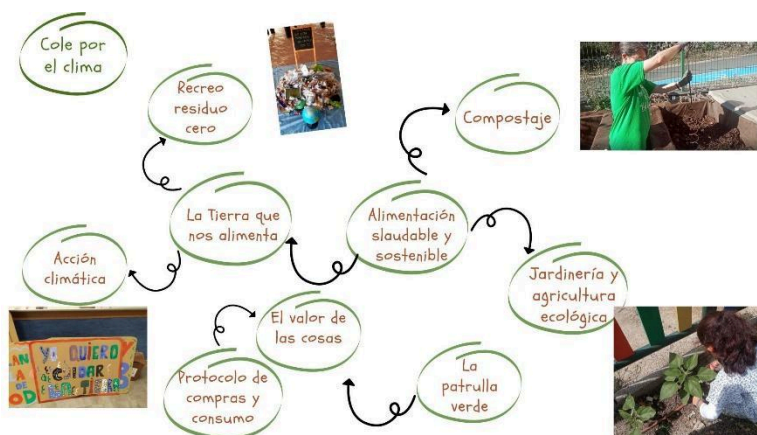 Cole por
el clima
Recreo
residuo
cero
Compostaje
La Tierra que
nos alimenta
Alimentación
slaudable y
sostenible
Acción
climática
Jardinería y
agricultura
ecológica
El valor de
las cosas
Protocolo de
compras y
consumo
La
patrulla
verde
YO QUIERO
CUIDAR